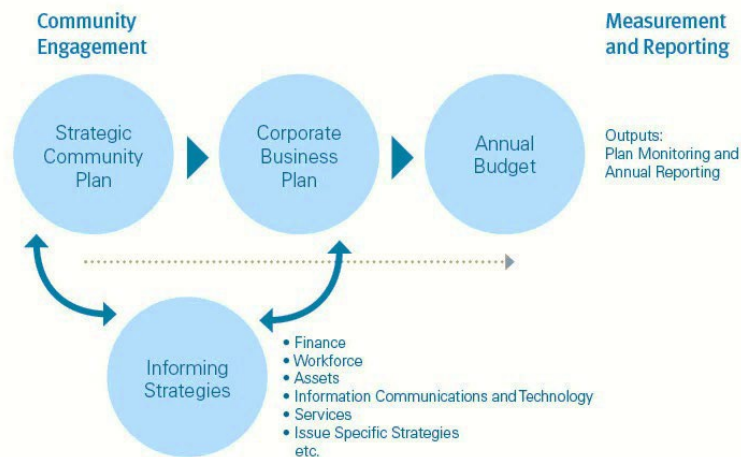 Community
Engagement
Measurement
and Reporting
Strategic
Community
Plan
Corporate
Business
Plan
Annual
Budget
Outputs:
Plan Monitoring and
Annual Reporting
Informing
Strategies
• Finance
• Workforce
• Assets
• Information Communications and Technology
• Services
• Issue Specific Strategies
etc.